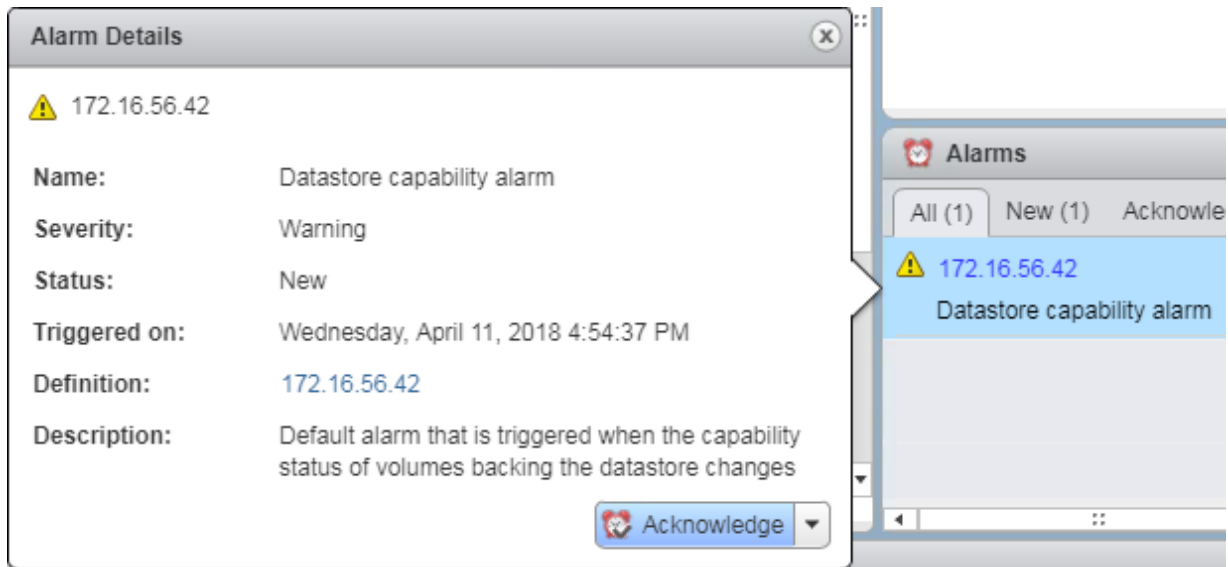 Alarm Details
172.16.56.42
Name: Datastore capability alarm
Severity: Warning
Status: New
Triggered on: Wednesday, April 11, 2018 4:54:37 PM
Definition: 172.16.56.42
Description: Default alarm that is triggered when the capability
status of volumes backing the datastore changes
Acknowledge
Alarms
All (1) New (1) Acknowle
172.16.56.42
Datastore capability alarm